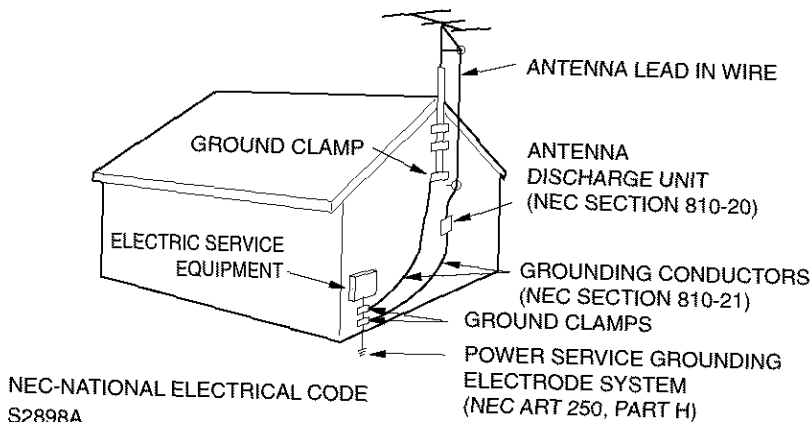 ANTENNA LEAD IN WIRE
GROUND CLAMP
ANTENNA
DISCHARGE UNIT
(NEC SECTION 810-20)
ELECTRIC SERVICE
EQUIPMENT
GROUNDING CONDUCTORS
(NEC SECTION 810-21)
GROUND CLAMPS
POWER SERVICE GROUNDING
ELECTRODE SYSTEM
(NEC ART 250, PART H)
NEC-NATIONAL ELECTRICAL CODE
S2898A